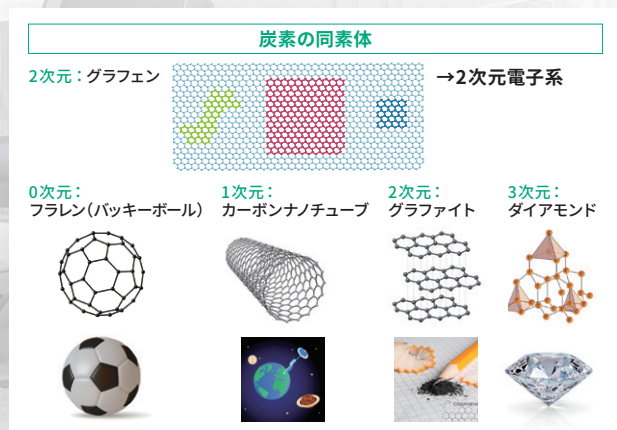 炭素の同素体
2次元：グラフェン
→2次元電子系
0次元：
フラレン（バッキーボール）
1次元：
カーボンナノチューブ
2次元：
グラファイト
3次元：
ダイアモンド